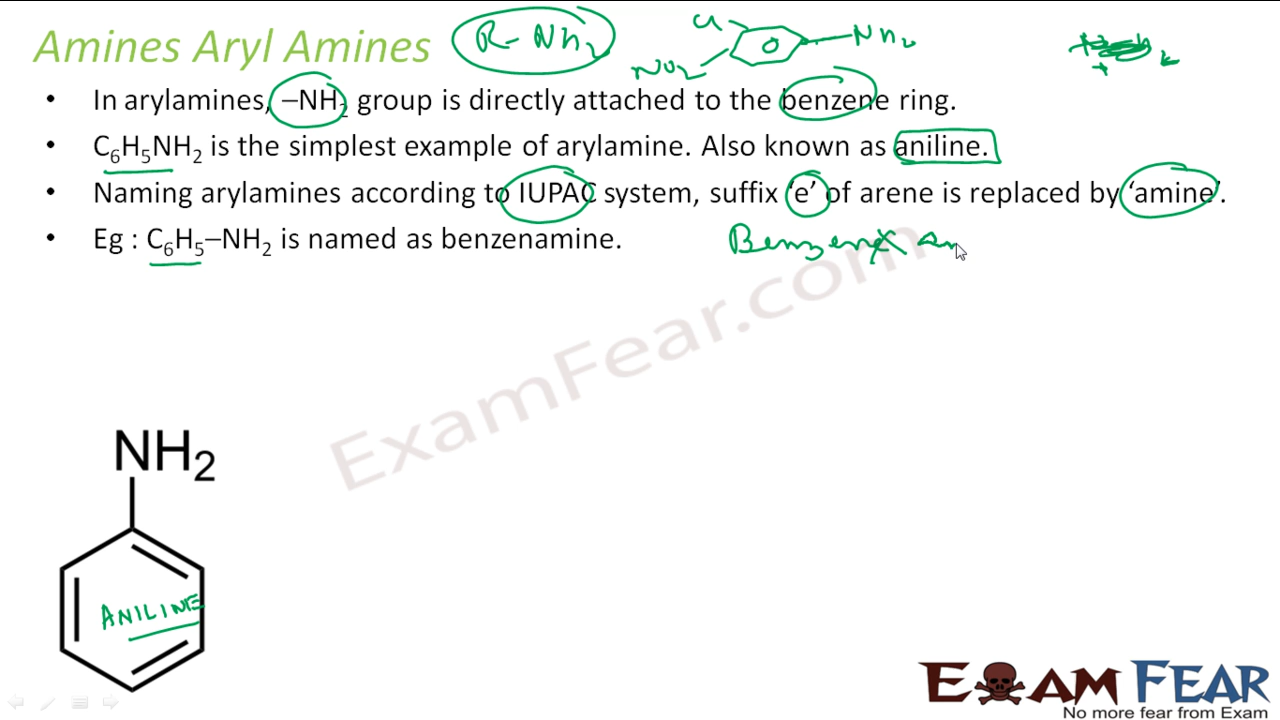 Amines Aryl Amines
R-NH2
Cl
NO2
NH2
• In arylamines, –NH2 group is directly attached to the benzene ring.
• C6H5NH2 is the simplest example of arylamine. Also known as aniline.
• Naming arylamines according to IUPAC system, suffix ‘e’ of arene is replaced by ‘amine’.
• Eg : C6H5–NH2 is named as benzenamine.
Benzene am
ExamFear.com
NH2
ANILINE
EXAM FEAR
No more fear from Exam